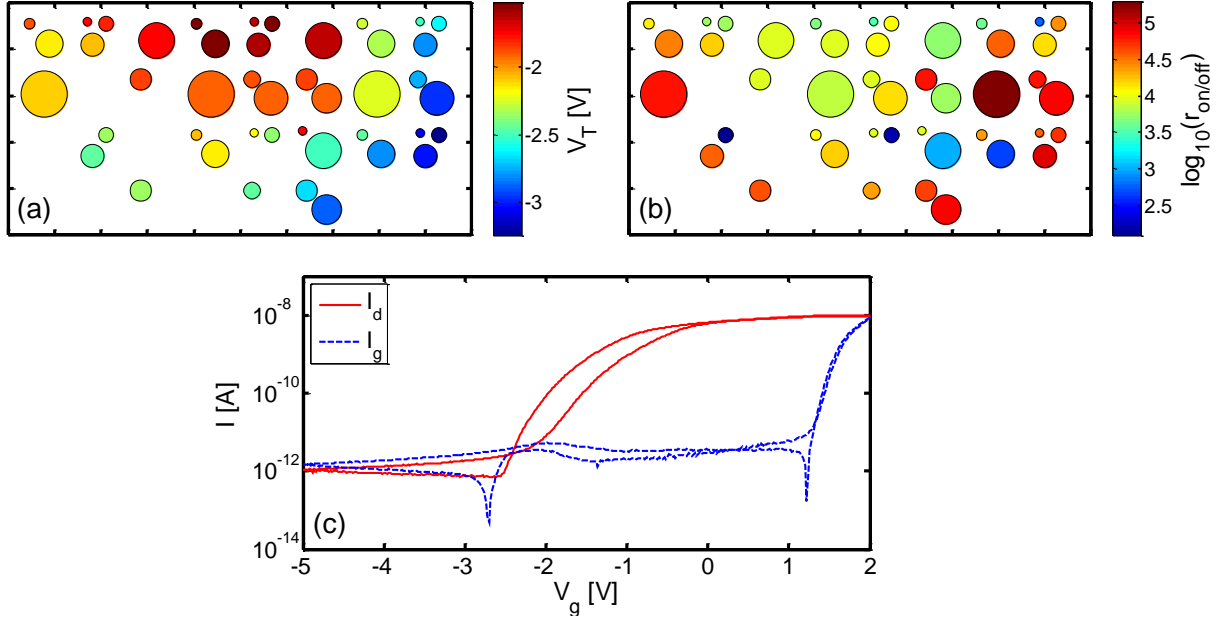 (a)
-2
-2.5
-3
V_T [V]
(b)
5
4.5
4
3.5
3
2.5
log₁₀(r_on/off)
I_d
I_g
10⁻⁸
10⁻¹⁰
10⁻¹²
10⁻¹⁴
I [A]
(c)
-5 -4 -3 -2 -1 0 1 2
V_g [V]